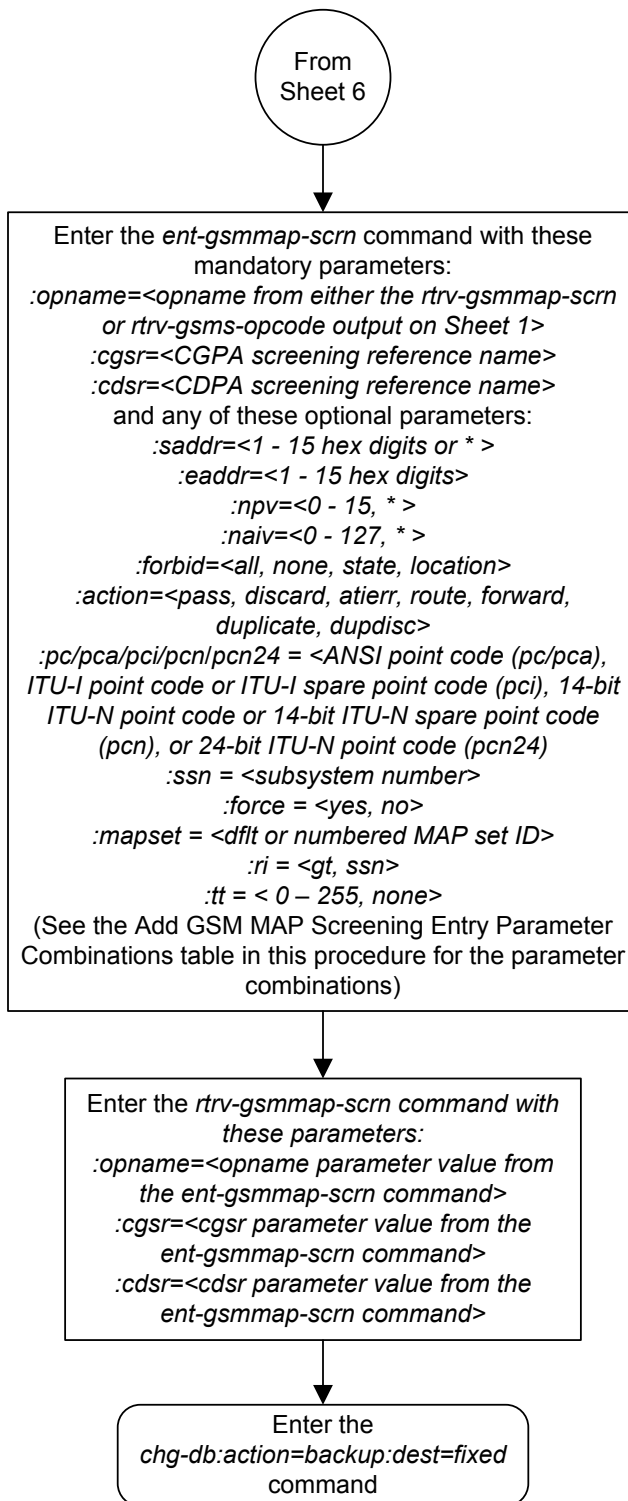 From
Sheet 6
Enter the ent-gsmmap-scrn command with these
mandatory parameters:
:opname=<opname from either the rtrv-gsmmap-scrn
or rtrv-gsms-opcode output on Sheet 1>
:cgsr=<CGPA screening reference name>
:cdsr=<CDPA screening reference name>
and any of these optional parameters:
:saddr=<1 - 15 hex digits or * >
:eaddr=<1 - 15 hex digits>
:npv=<0 - 15, * >
:naiv=<0 - 127, * >
:forbid=<all, none, state, location>
:action=<pass, discard, atierr, route, forward,
duplicate, dupdisc>
:pc/pca/pci/pcn/pcn24 = <ANSI point code (pc/pca),
ITU-I point code or ITU-I spare point code (pci), 14-bit
ITU-N point code or 14-bit ITU-N spare point code
(pcn), or 24-bit ITU-N point code (pcn24)
:ssn = <subsystem number>
:force = <yes, no>
:mapset = <dflt or numbered MAP set ID>
:ri = <gt, ssn>
:tt = < 0 – 255, none>
(See the Add GSM MAP Screening Entry Parameter
Combinations table in this procedure for the parameter
combinations)
Enter the rtrv-gsmmap-scrn command with
these parameters:
:opname=<opname parameter value from
the ent-gsmmap-scrn command>
:cgsr=<cgsr parameter value from the
ent-gsmmap-scrn command>
:cdsr=<cdsr parameter value from the
ent-gsmmap-scrn command>
Enter the
chg-db:action=backup:dest=fixed
command